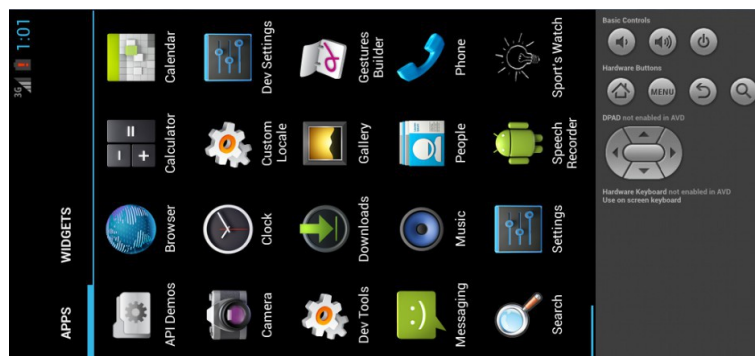 3G 1:01
APPS WIDGETS
API Demos Browser Calculator Calendar
Camera Clock Custom Locale Dev Settings
Dev Tools Downloads Gallery Gestures Builder
Messaging Music People Phone
Search Settings Speech Recorder Sport's Watch
Basic Controls
Hardware Buttons
MENU
DPAD not enabled in AVD
Hardware Keyboard not enabled in AVD
Use on screen keyboard